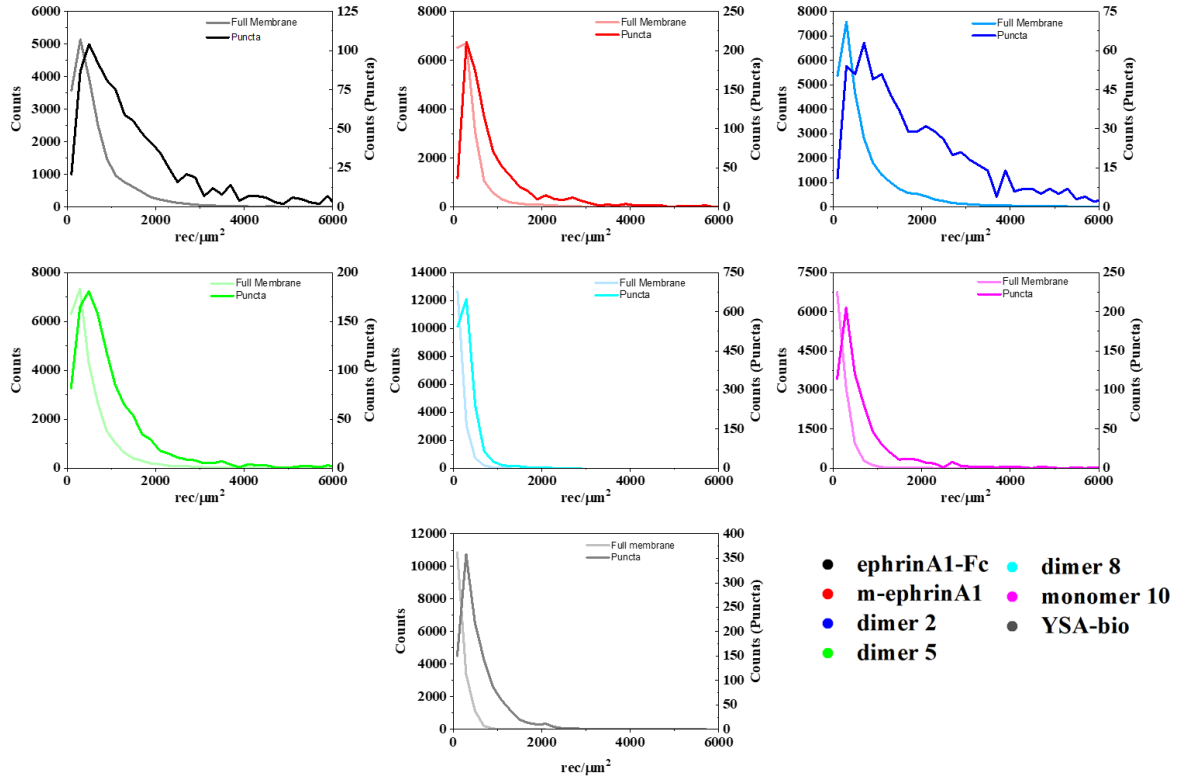 6000
5000
4000
3000
2000
1000
0
Counts
Full Membrane
Puncta
125
100
75
50
25
0
Counts (Puncta)
0 2000 4000 6000
rec/μm²
8000
6000
4000
2000
0
Counts
Full Membrane
Puncta
250
200
150
100
50
0
Counts (Puncta)
0 2000 4000 6000
rec/μm²
8000
7000
6000
5000
4000
3000
2000
1000
0
Counts
Full Membrane
Puncta
75
60
45
30
15
0
Counts (Puncta)
0 2000 4000 6000
rec/μm²
8000
6000
4000
2000
0
Counts
Full Membrane
Puncta
200
150
100
50
0
Counts (Puncta)
0 2000 4000 6000
rec/μm²
14000
12000
10000
8000
6000
4000
2000
0
Counts
Full Membrane
Puncta
750
600
450
300
150
0
Counts (Puncta)
0 2000 4000 6000
rec/μm²
7500
6000
4500
3000
1500
0
Counts
Full Membrane
Puncta
250
200
150
100
50
0
Counts (Puncta)
0 2000 4000 6000
rec/μm²
12000
10000
8000
6000
4000
2000
0
Counts
Full membrane
Puncta
400
350
300
250
200
150
100
50
0
Counts (Puncta)
0 2000 4000 6000
rec/μm²
ephrinA1-Fc
m-ephrinA1
dimer 2
dimer 5
dimer 8
monomer 10
YSA-bio